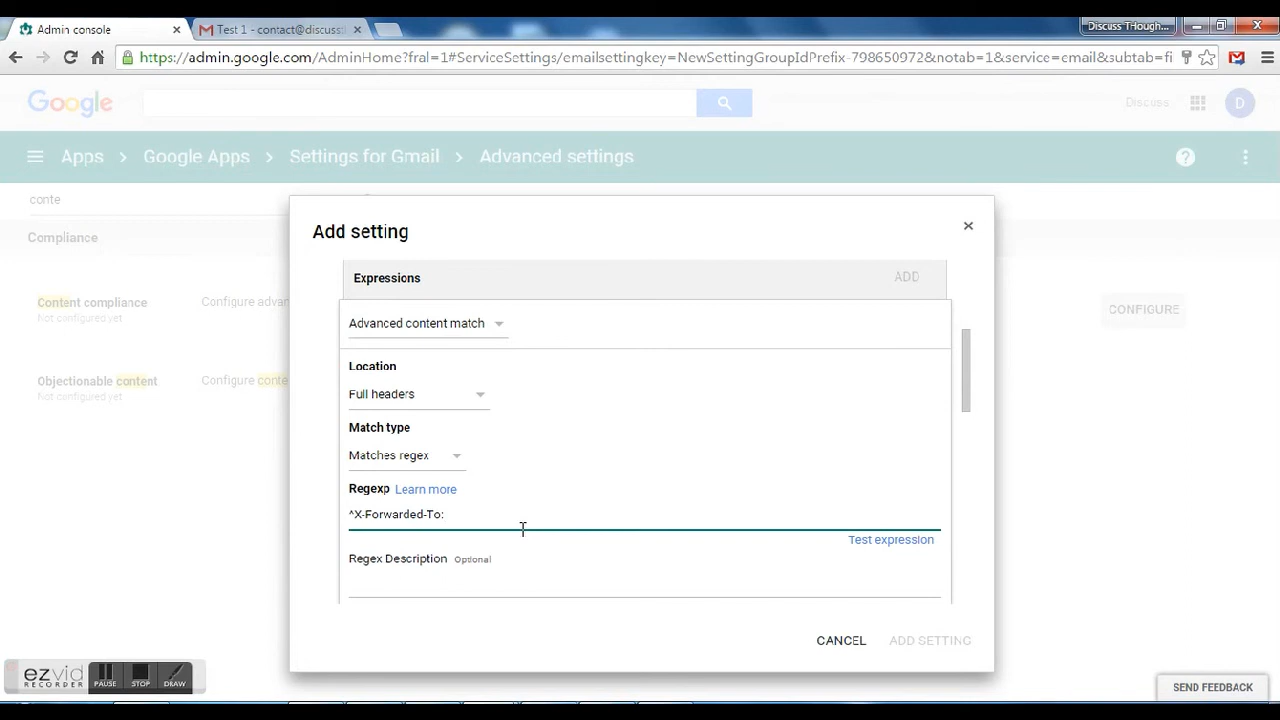 Admin console
Test 1 - contact@discusst
Discuss THough...
https://admin.google.com/AdminHome?fral=1#ServiceSettings/emailsettingkey=NewSettingGroupIdPrefix-798650972&notab=1&service=email&subtab=fi
Google
Discuss
D
Apps > Google Apps > Settings for Gmail > Advanced settings
conte
Compliance
Add setting
Expressions
ADD
Advanced content match
Content compliance
Configure advan
CONFIGURE
Not configured yet
Location
Full headers
Objectionable content
Configure conte
Not configured yet
Match type
Matches regex
Regexp Learn more
^X-Forwarded-To:
Test expression
Regex Description Optional
CANCEL
ADD SETTING
ezvid
RECORDER
PAUSE
STOP
DRAW
SEND FEEDBACK